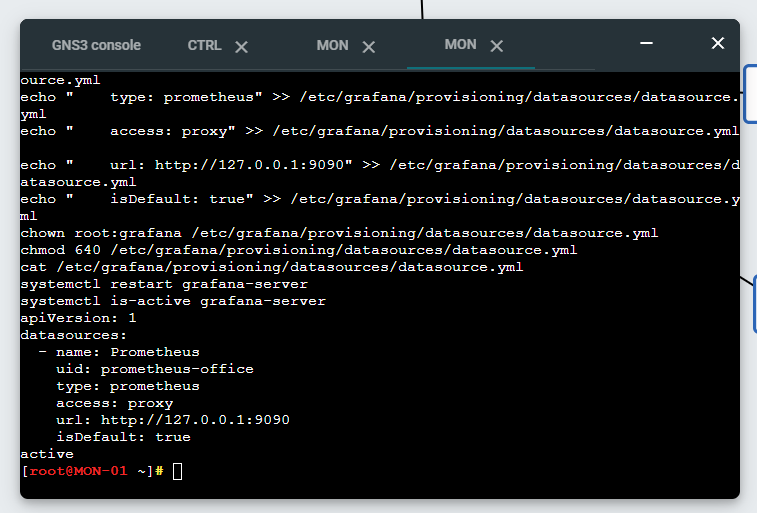 GNS3 console CTRL MON MON
ource.yml
echo "    type: prometheus" >> /etc/grafana/provisioning/datasources/datasource.
yml
echo "    access: proxy" >> /etc/grafana/provisioning/datasources/datasource.yml
echo "    url: http://127.0.0.1:9090" >> /etc/grafana/provisioning/datasources/d
atasource.yml
echo "    isDefault: true" >> /etc/grafana/provisioning/datasources/datasource.y
ml
chown root:grafana /etc/grafana/provisioning/datasources/datasource.yml
chmod 640 /etc/grafana/provisioning/datasources/datasource.yml
cat /etc/grafana/provisioning/datasources/datasource.yml
systemctl restart grafana-server
systemctl is-active grafana-server
apiVersion: 1
datasources:
  - name: Prometheus
    uid: prometheus-office
    type: prometheus
    access: proxy
    url: http://127.0.0.1:9090
    isDefault: true
active
[root@MON-01 ~]#